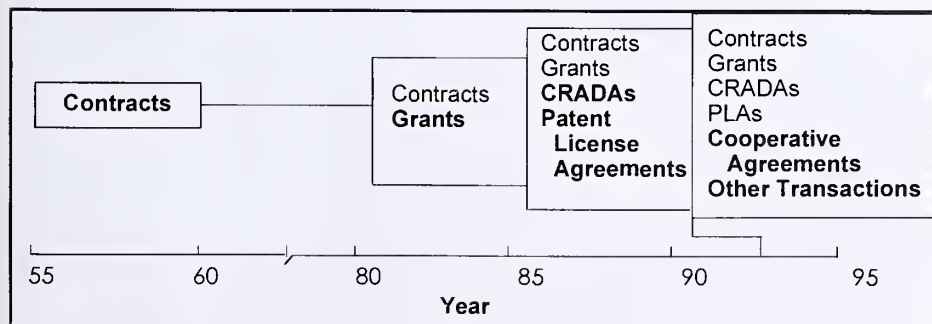 Contracts
Contracts
Grants
Contracts
Grants
CRADAs
Patent
License
Agreements
Contracts
Grants
CRADAs
PLAs
Cooperative
Agreements
Other Transactions
55 60 80 85 90 95
Year